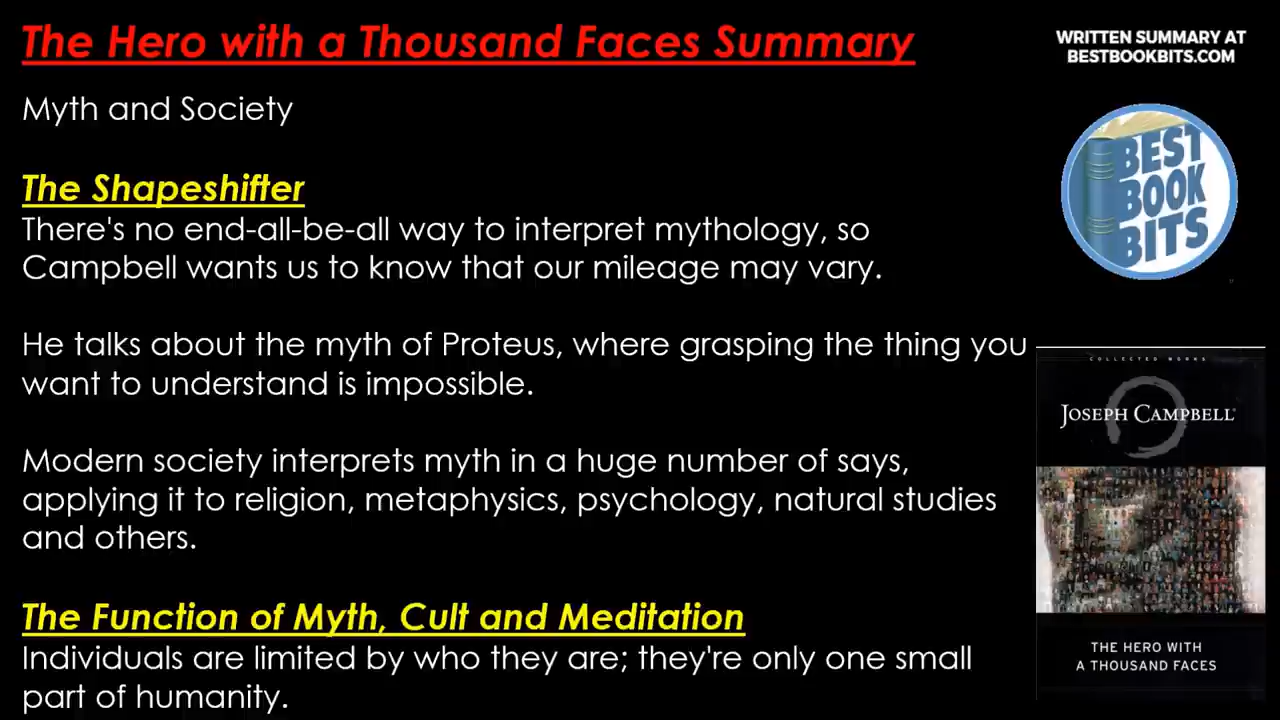 The Hero with a Thousand Faces Summary
WRITTEN SUMMARY AT
BESTBOOKBITS.COM
Myth and Society
BEST
BOOK
BITS
The Shapeshifter
There's no end-all-be-all way to interpret mythology, so
Campbell wants us to know that our mileage may vary.
He talks about the myth of Proteus, where grasping the thing you
want to understand is impossible.
Modern society interprets myth in a huge number of says,
applying it to religion, metaphysics, psychology, natural studies
and others.
The Function of Myth, Cult and Meditation
Individuals are limited by who they are; they're only one small
part of humanity.
COLLECTED WORKS
JOSEPH CAMPBELL
THE HERO WITH
A THOUSAND FACES